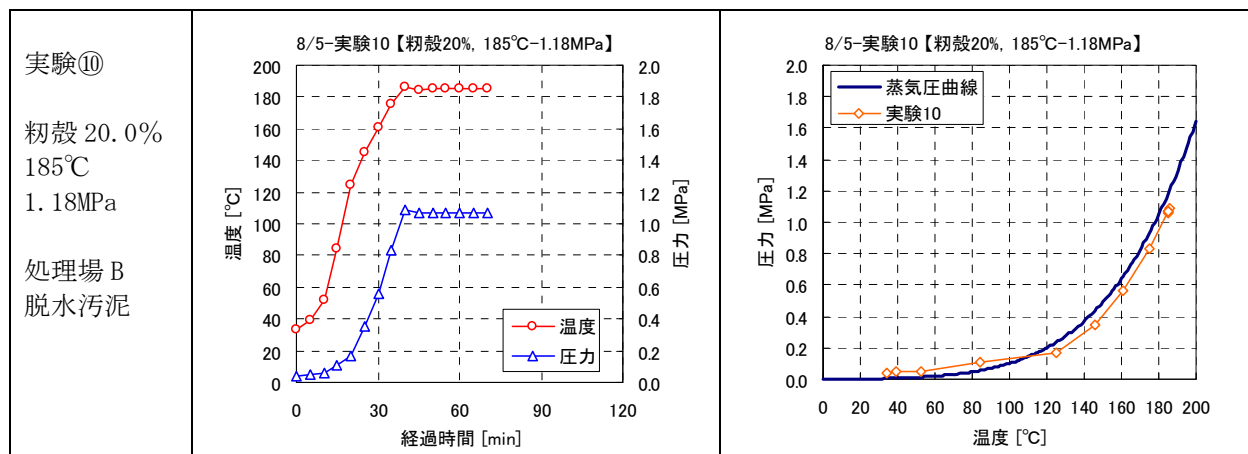 実験⑩
籾殻 20.0%
185℃
1.18MPa
処理場 B
脱水汚泥
8/5-実験10【籾殻20%, 185℃-1.18MPa】
200
180
160
140
120
100
80
60
40
20
0
温度 [℃]
2.0
1.8
1.6
1.4
1.2
1.0
0.8
0.6
0.4
0.2
0.0
圧力 [MPa]
温度
圧力
0 30 60 90 120
経過時間 [min]
8/5-実験10【籾殻20%, 185℃-1.18MPa】
2.0
1.8
1.6
1.4
1.2
1.0
0.8
0.6
0.4
0.2
0.0
圧力 [MPa]
蒸気圧曲線
実験10
0 20 40 60 80 100 120 140 160 180 200
温度 [℃]